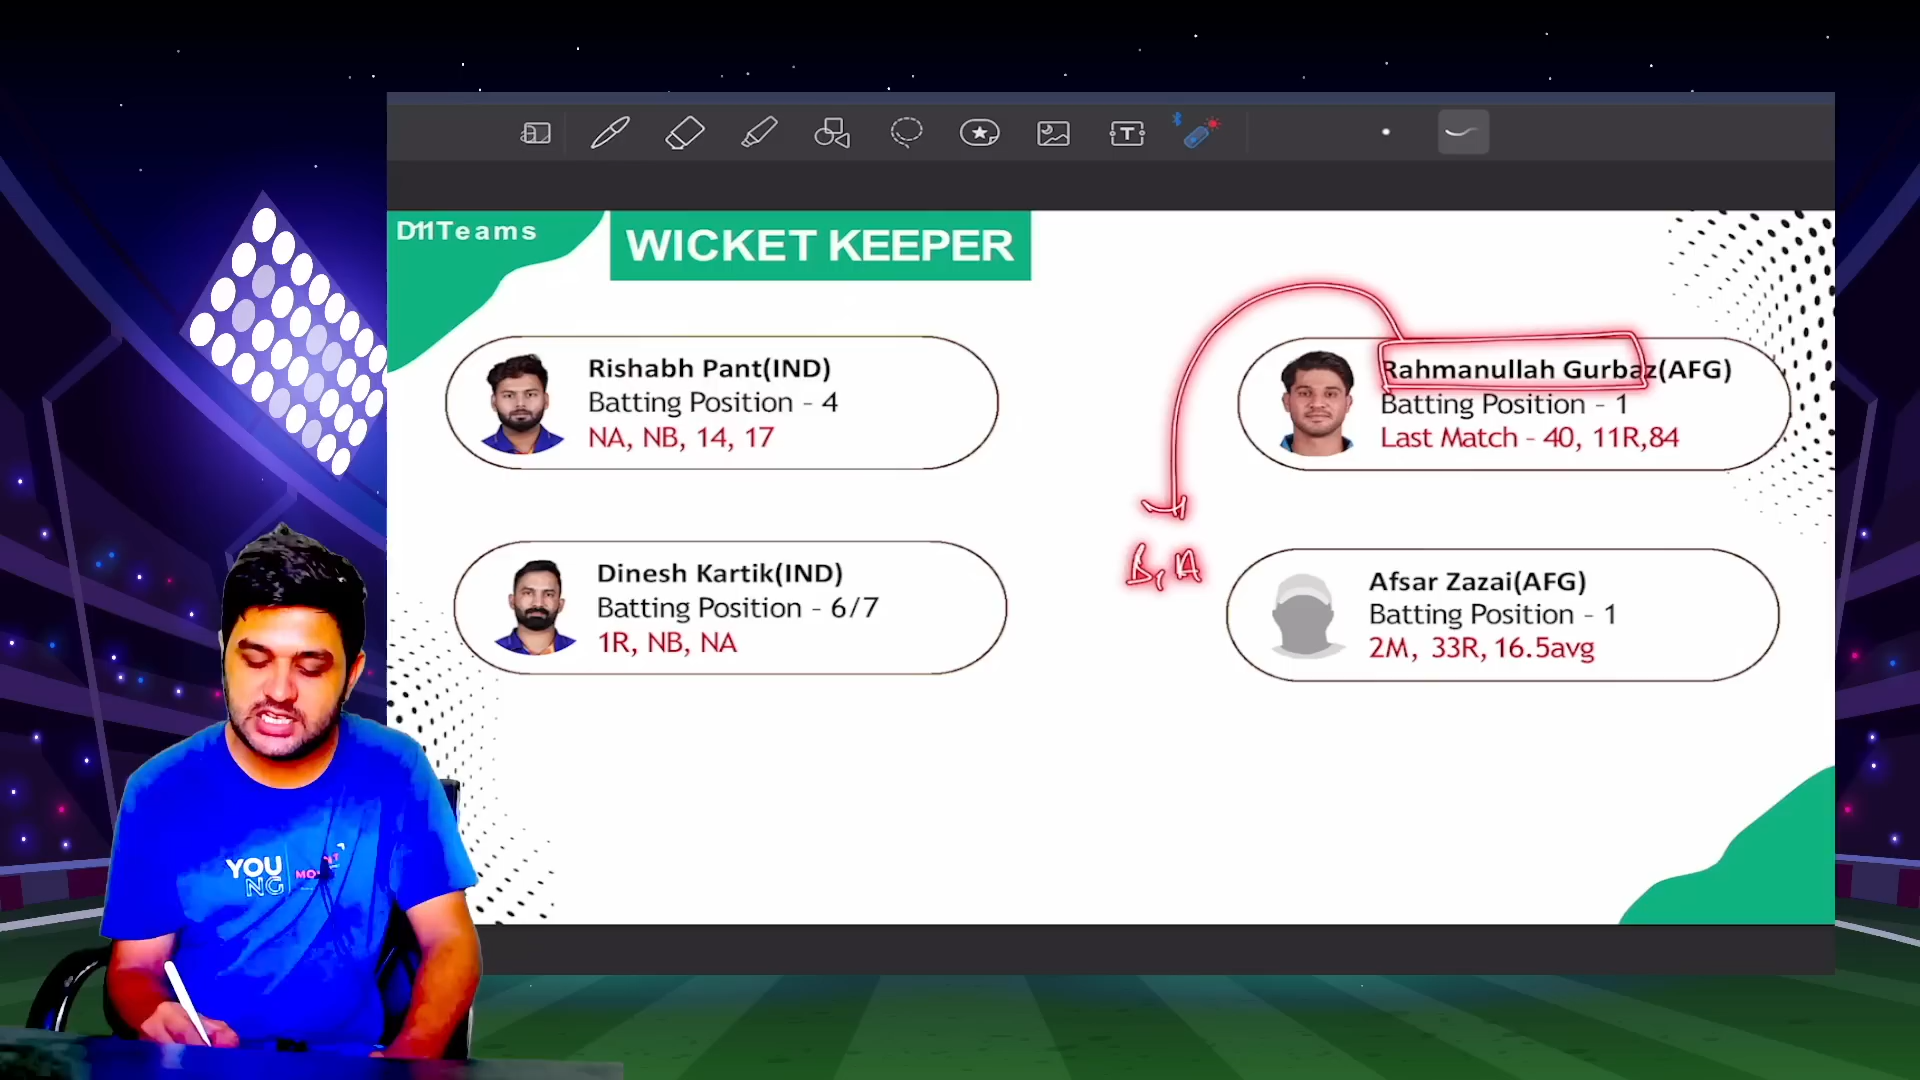 D11Teams
WICKET KEEPER
Rishabh Pant(IND)
Batting Position - 4
NA, NB, 14, 17
Rahmanullah Gurbaz(AFG)
Batting Position - 1
Last Match - 40, 11R,84
B, A
Dinesh Kartik(IND)
Batting Position - 6/7
1R, NB, NA
Afsar Zazai(AFG)
Batting Position - 1
2M, 33R, 16.5avg
YOU
NG